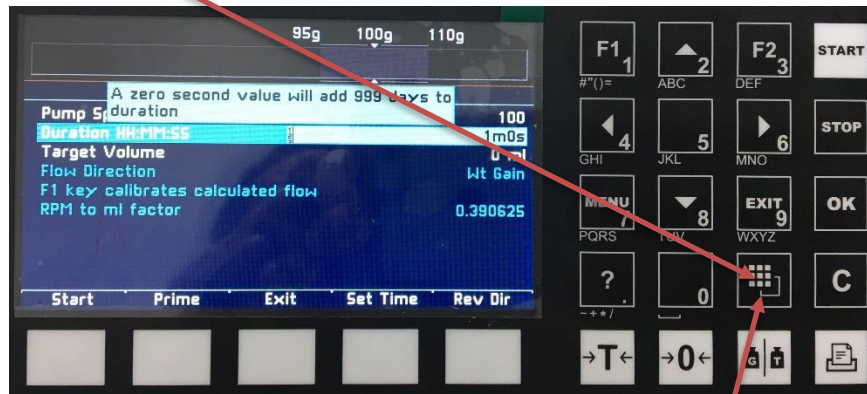 95g 100g 110g
A zero second value will add 999 days to
duration
Pump 100
Duration HH:MM:SS 1m0s
Target Volume 0 ml
Flow Direction Wt Gain
F1 key calibrates calculated flow
RPM to ml factor 0.390625
Start Prime Exit Set Time Rev Dir
F1 1 2 F2 3 START
#"()= ABC DEF
4 5 6 STOP
GHI JKL MNO
MENU 7 8 EXIT 9 OK
PQRS TUV WXYZ
? . 0 C
-+*/
→T← →0← G T